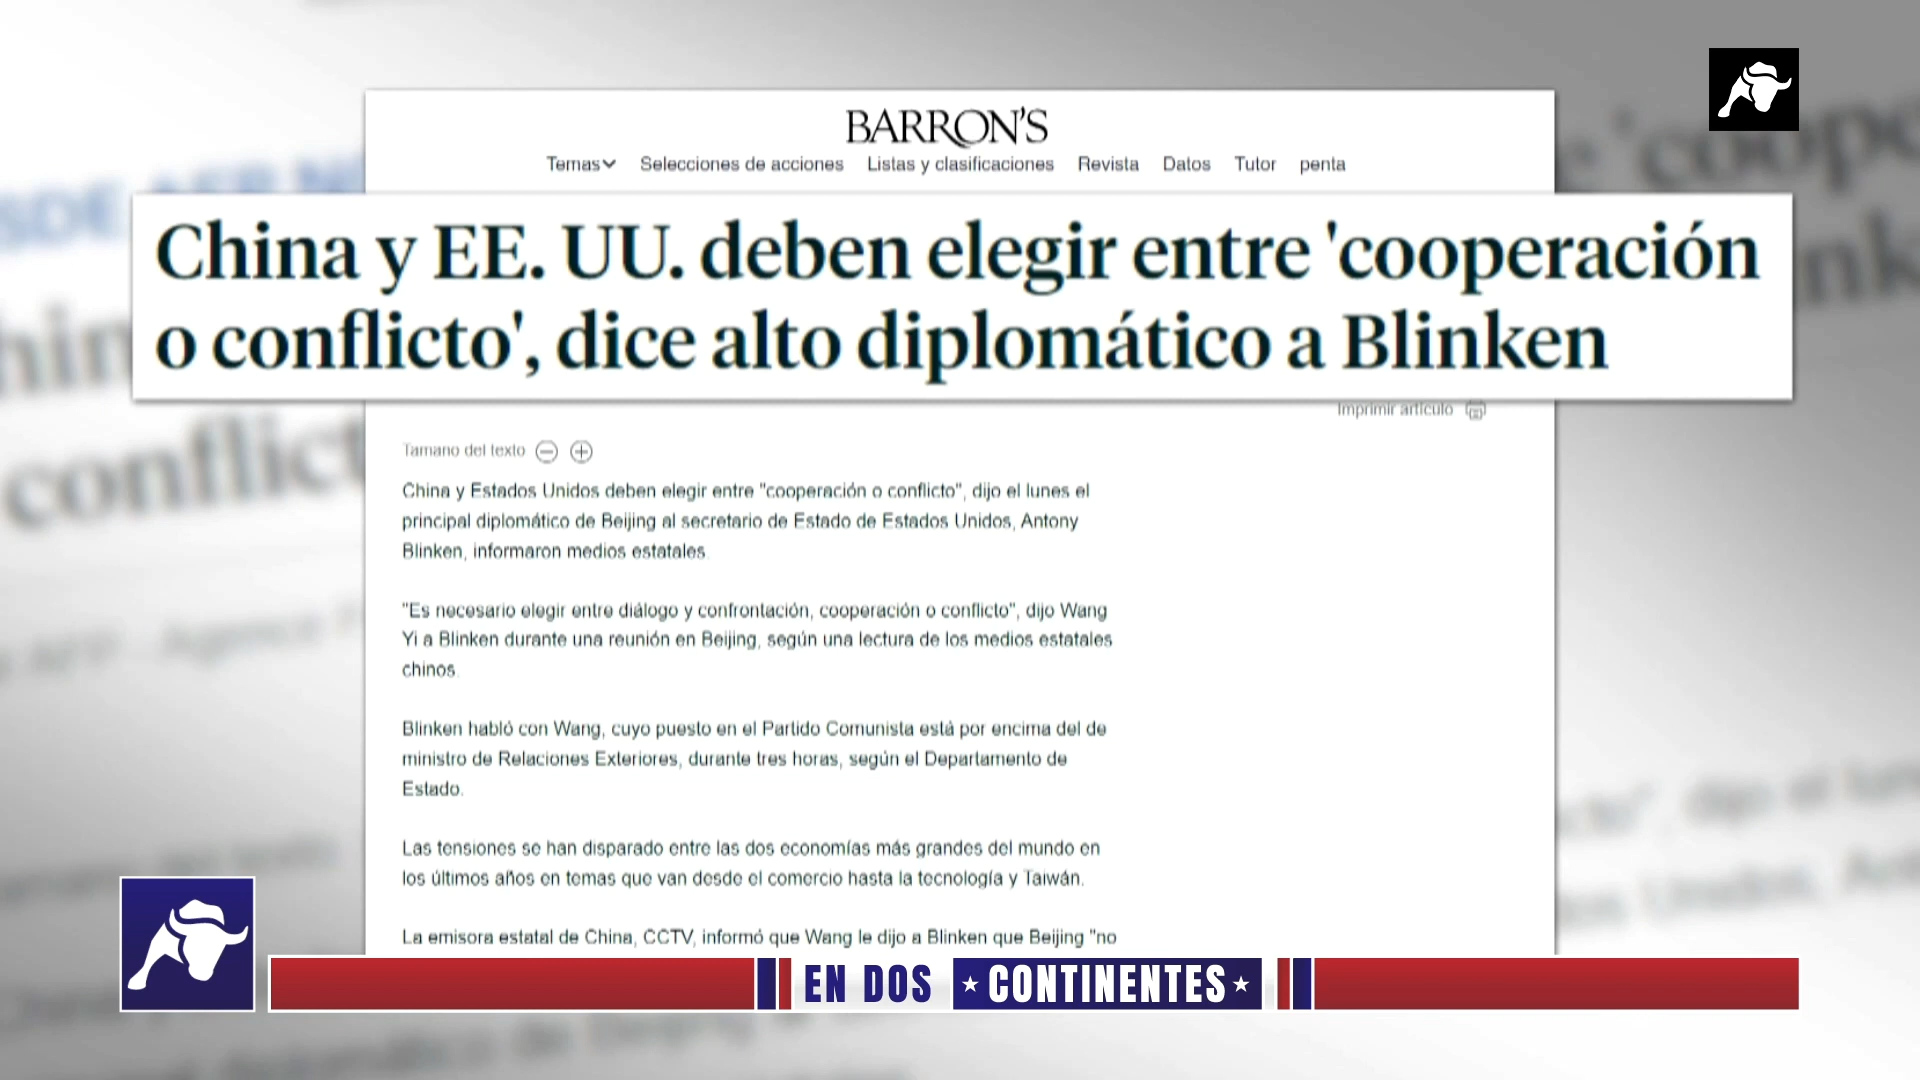 BARRON'S
Temas Selecciones de acciones Listas y clasificaciones Revista Datos Tutor penta
China y EE. UU. deben elegir entre 'cooperación
o conflicto', dice alto diplomático a Blinken
Imprimir artículo
Tamano del texto
China y Estados Unidos deben elegir entre "cooperación o conflicto", dijo el lunes el
principal diplomático de Beijing al secretario de Estado de Estados Unidos, Antony
Blinken, informaron medios estatales.
"Es necesario elegir entre diálogo y confrontación, cooperación o conflicto", dijo Wang
Yi a Blinken durante una reunión en Beijing, según una lectura de los medios estatales
chinos.
Blinken habló con Wang, cuyo puesto en el Partido Comunista está por encima del de
ministro de Relaciones Exteriores, durante tres horas, según el Departamento de
Estado.
Las tensiones se han disparado entre las dos economías más grandes del mundo en
los últimos años en temas que van desde el comercio hasta la tecnología y Taiwán.
La emisora estatal de China, CCTV, informó que Wang le dijo a Blinken que Beijing "no
EN DOS CONTINENTES